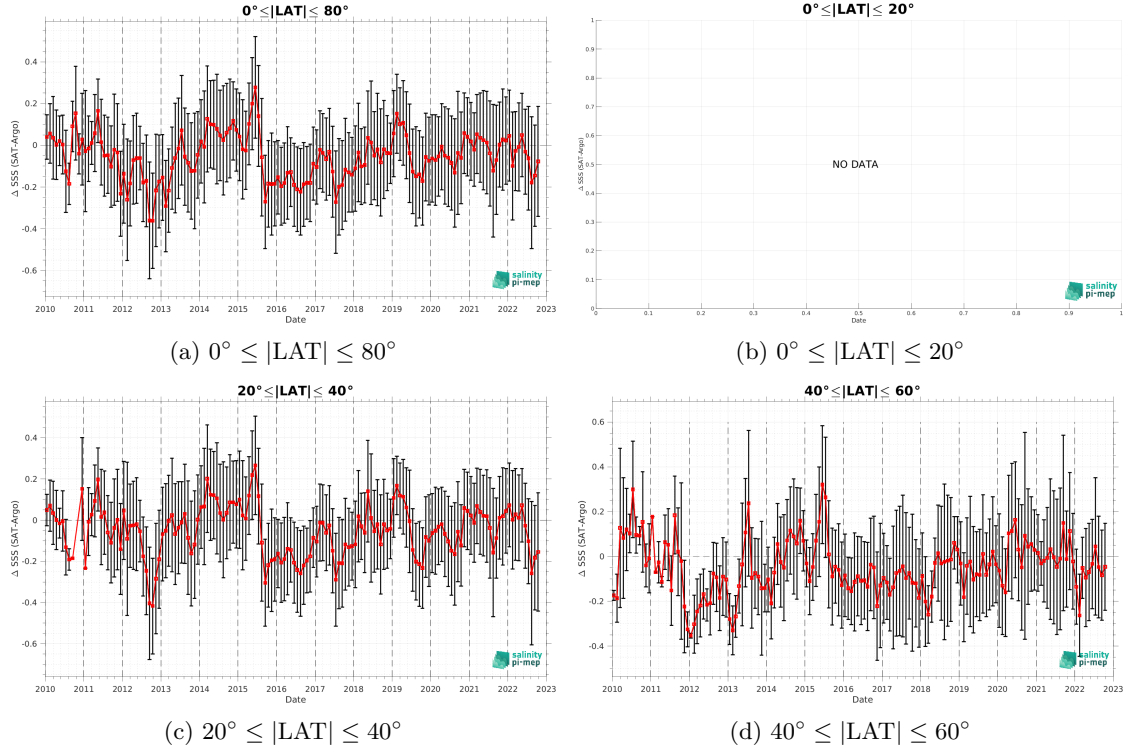 0°≤|LAT|≤ 80°
Δ SSS (SAT-Argo)
0.4
0.2
0
-0.2
-0.4
-0.6
2010 2011 2012 2013 2014 2015 2016 2017 2018 2019 2020 2021 2022 2023
Date
salinity
pi-mep
(a) 0° ≤ |LAT| ≤ 80°
0°≤|LAT|≤ 20°
Δ SSS (SAT-Argo)
1
0.9
0.8
0.7
0.6
0.5
0.4
0.3
0.2
0.1
0
NO DATA
0 0.1 0.2 0.3 0.4 0.5 0.6 0.7 0.8 0.9 1
Date
salinity
pi-mep
(b) 0° ≤ |LAT| ≤ 20°
20°≤|LAT|≤ 40°
Δ SSS (SAT-Argo)
0.4
0.2
0
-0.2
-0.4
-0.6
2010 2011 2012 2013 2014 2015 2016 2017 2018 2019 2020 2021 2022 2023
Date
salinity
pi-mep
(c) 20° ≤ |LAT| ≤ 40°
40°≤|LAT|≤ 60°
Δ SSS (SAT-Argo)
0.6
0.4
0.2
0
-0.2
-0.4
2010 2011 2012 2013 2014 2015 2016 2017 2018 2019 2020 2021 2022 2023
Date
salinity
pi-mep
(d) 40° ≤ |LAT| ≤ 60°